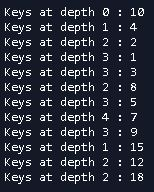 Keys at depth 0 : 10
Keys at depth 1 : 4
Keys at depth 2 : 2
Keys at depth 3 : 1
Keys at depth 3 : 3
Keys at depth 2 : 8
Keys at depth 3 : 5
Keys at depth 4 : 7
Keys at depth 3 : 9
Keys at depth 1 : 15
Keys at depth 2 : 12
Keys at depth 2 : 18